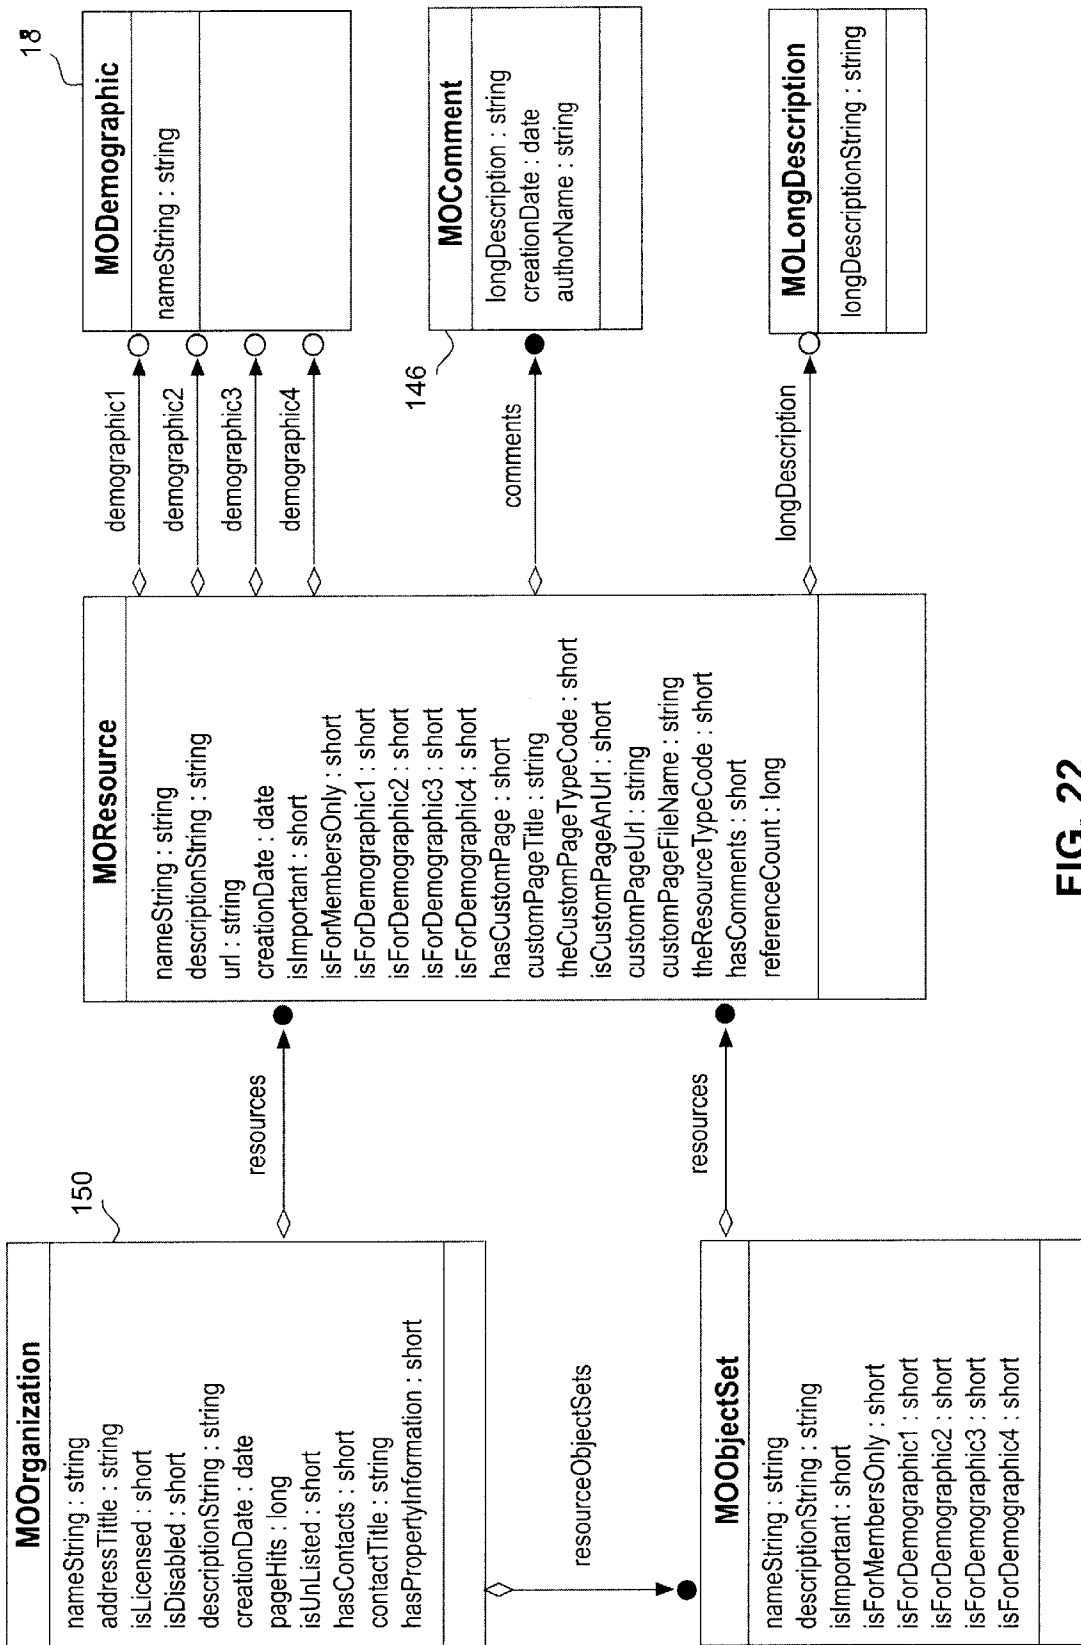 MOOrganization
nameString : string
addressTittle : string
isLicensed : short
isDisabled : short
descriptionString : string
creationDate : date
pageHits : long
isUnListed : short
hasContacts : short
contactTitle : string
hasPropertyInformation : short
150
resources
resourceObjectSets
MOObjectSet
nameString : string
descriptionString : string
isImportant : short
isForMembersOnly : short
isForDemographic1 : short
isForDemographic2 : short
isForDemographic3 : short
isForDemographic4 : short
resources
MOResource
nameString : string
descriptionString : string
url : string
creationDate : date
isImportant : short
isForMembersOnly : short
isForDemographic1 : short
isForDemographic2 : short
isForDemographic3 : short
isForDemographic4 : short
hasCustomPage : short
customPageTitle : string
theCustomPageTypeCode : short
isCustomPageAnUrl : short
customPageUrl : string
customPageFileName : string
theResourceTypeCode : short
hasComments : short
referenceCount : long
demographic1
demographic2
demographic3
demographic4
comments
longDescription
18
MODemographic
nameString : string
146
MOComment
longDescription : string
creationDate : date
authorName : string
MOLongDescription
longDescriptionString : string
FIG. 22